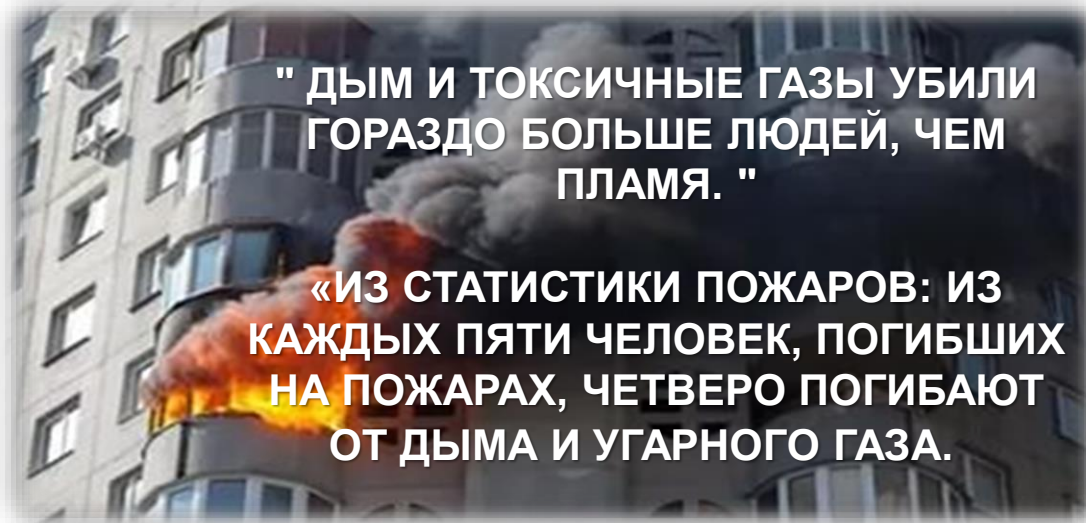 " ДЫМ И ТОКСИЧНЫЕ ГАЗЫ УБИЛИ
ГОРАЗДО БОЛЬШЕ ЛЮДЕЙ, ЧЕМ
ПЛАМЯ. "
«ИЗ СТАТИСТИКИ ПОЖАРОВ: ИЗ
КАЖДЫХ ПЯТИ ЧЕЛОВЕК, ПОГИБШИХ
НА ПОЖАРАХ, ЧЕТВЕРО ПОГИБАЮТ
ОТ ДЫМА И УГАРНОГО ГАЗА.